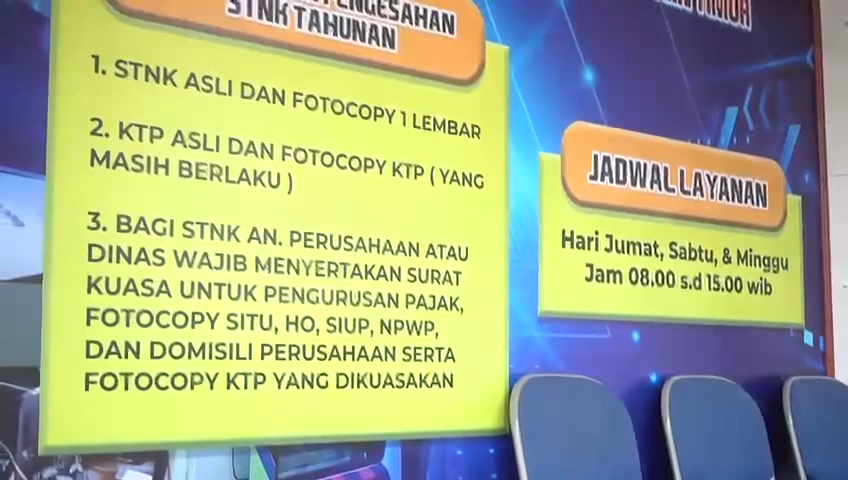 PENGESAHAN
STNK TAHUNAN
1. STNK ASLI DAN FOTOCOPY 1 LEMBAR
2. KTP ASLI DAN FOTOCOPY KTP ( YANG
MASIH BERLAKU )
3. BAGI STNK AN. PERUSAHAAN ATAU
DINAS WAJIB MENYERTAKAN SURAT
KUASA UNTUK PENGURUSAN PAJAK,
FOTOCOPY SITU, HO, SIUP, NPWP,
DAN DOMISILI PERUSAHAAN SERTA
FOTOCOPY KTP YANG DIKUASAKAN
JADWAL LAYANAN
Hari Jumat, Sabtu, & Minggu
Jam 08.00 s.d 15.00 wib